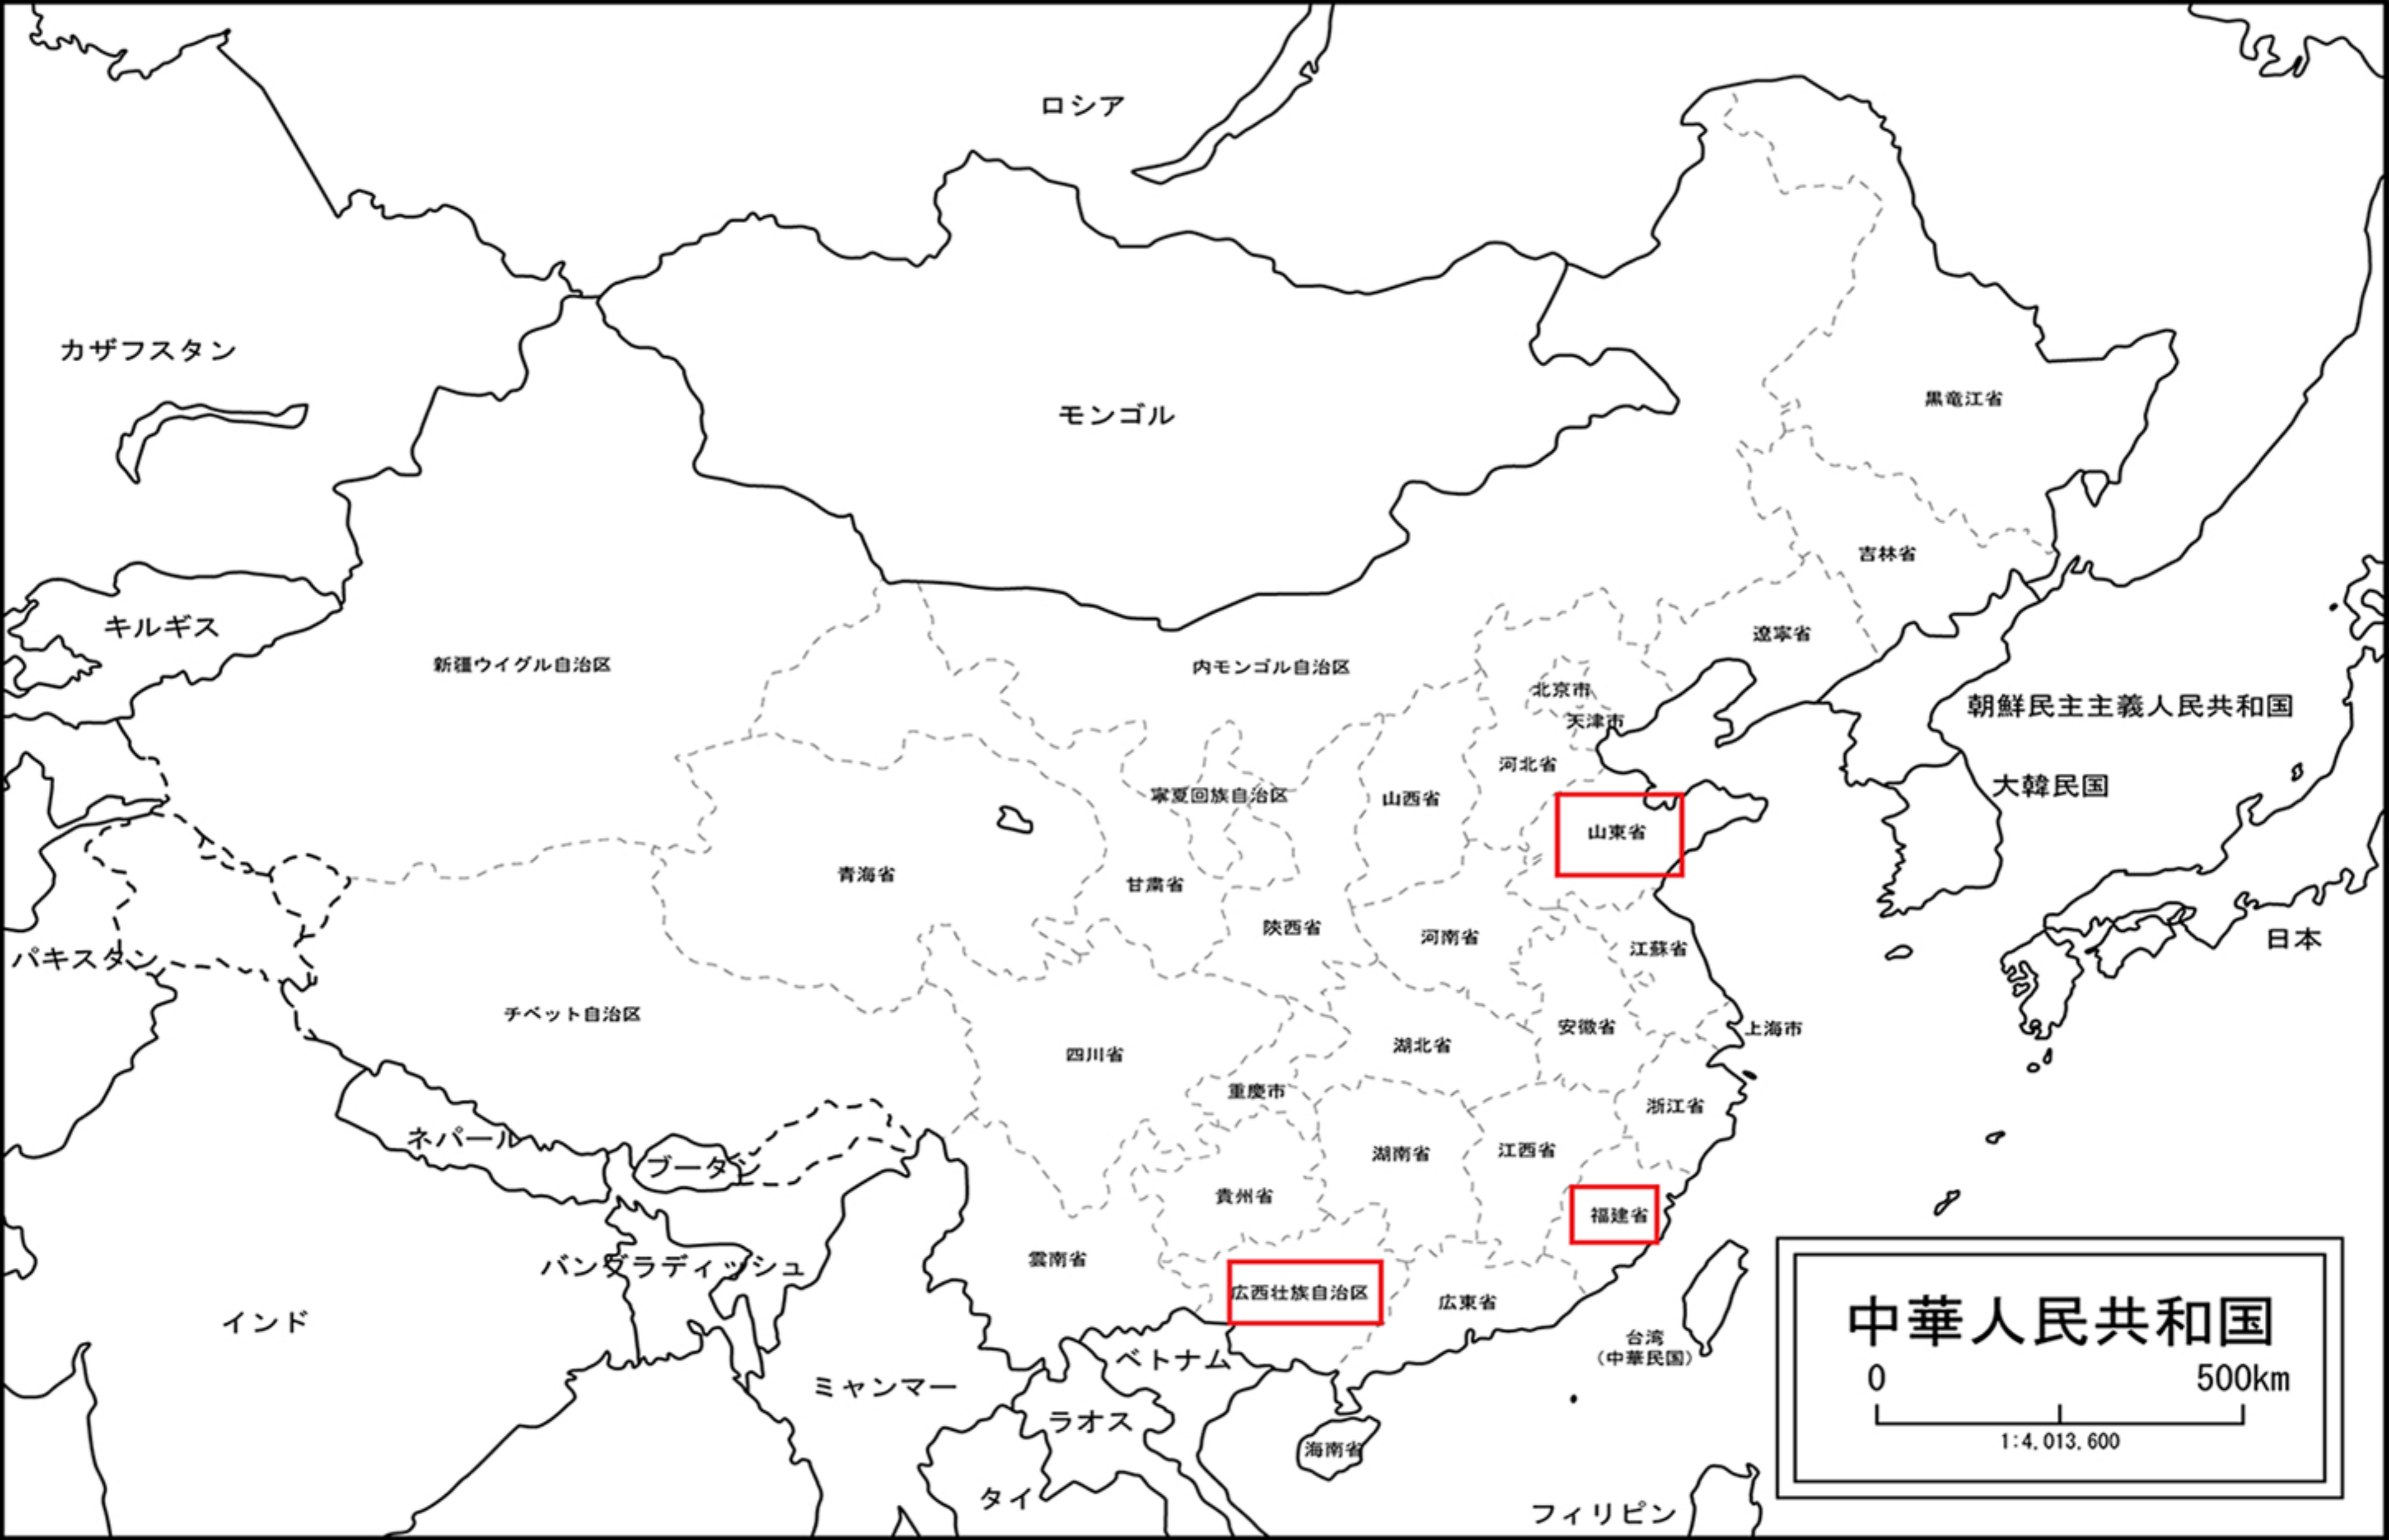 ロシア
カザフスタン
モンゴル
黒竜江省
吉林省
キルギス
遼寧省
新疆ウイグル自治区
内モンゴル自治区
北京市
朝鮮民主主義人民共和国
天津市
河北省
大韓民国
寧夏回族自治区
山西省
山東省
青海省
甘粛省
陝西省
河南省
日本
江蘇省
パキスタン
チベット自治区
安徽省
上海市
湖北省
四川省
重慶市
浙江省
ネパール
湖南省
江西省
ブータン
貴州省
福建省
雲南省
バングラディッシュ
広西壮族自治区
広東省
インド
台湾
(中華民国)
中華人民共和国
0 500km
1:4,013,600
ベトナム
ミャンマー
ラオス
海南省
タイ
フィリピン